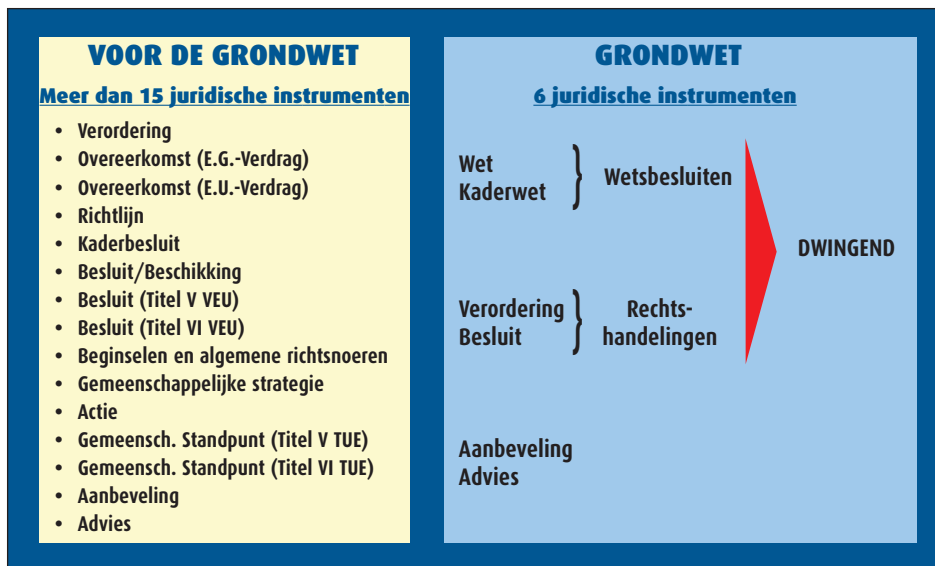 VOOR DE GRONDWET
Meer dan 15 juridische instrumenten
• Verordering
• Overeerkomst (E.G.-Verdrag)
• Overeerkomst (E.U.-Verdrag)
• Richtlijn
• Kaderbesluit
• Besluit/Beschikking
• Besluit (Titel V VEU)
• Besluit (Titel VI VEU)
• Beginselen en algemene richtsnoeren
• Gemeenschappelijke strategie
• Actie
• Gemeensch. Standpunt (Titel V TUE)
• Gemeensch. Standpunt (Titel VI TUE)
• Aanbeveling
• Advies
GRONDWET
6 juridische instrumenten
Wet
Kaderwet
Wetsbesluiten
Verordering
Besluit
Rechts-
handelingen
DWINGEND
Aanbeveling
Advies